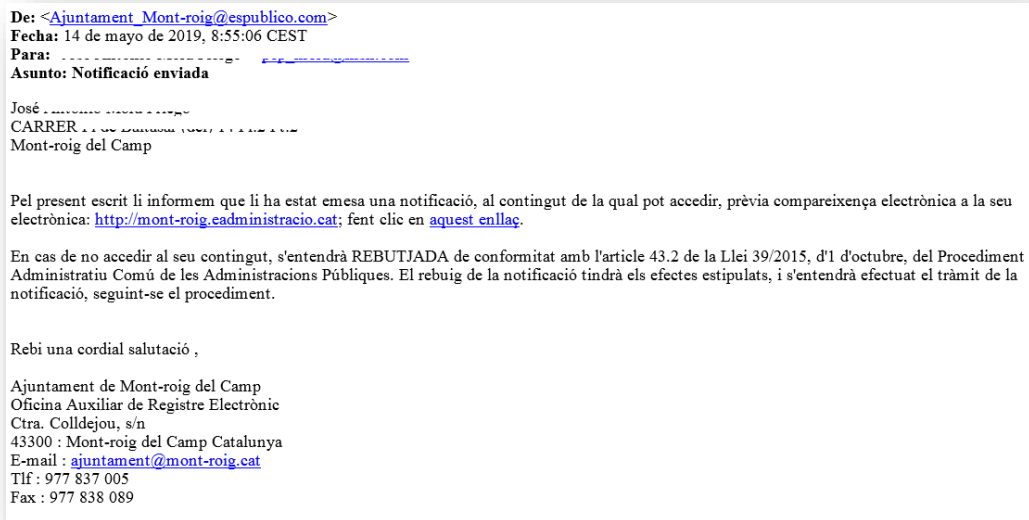 De: <Ajuntament_Mont-roig@espublico.com>
Fecha: 14 de mayo de 2019, 8:55:06 CEST
Para:
Asunto: Notificació enviada
José
CARRER
Mont-roig del Camp
Pel present escrit li informem que li ha estat emesa una notificació, al contingut de la qual pot accedir, prèvia compareixença electrònica a la seu
electrònica: http://mont-roig.eadministracio.cat; fent clic en aquest enllaç.
En cas de no accedir al seu contingut, s'entendrà REBUTJADA de conformitat amb l'article 43.2 de la Llei 39/2015, d'1 d'octubre, del Procediment
Administratiu Comú de les Administracions Públiques. El rebuig de la notificació tindrà els efectes estipulats, i s'entendrà efectuat el tràmit de la
notificació, seguint-se el procediment.
Rebi una cordial salutació ,
Ajuntament de Mont-roig del Camp
Oficina Auxiliar de Registre Electrònic
Ctra. Colldejou, s/n
43300 : Mont-roig del Camp Catalunya
E-mail : ajuntament@mont-roig.cat
Tlf : 977 837 005
Fax : 977 838 089